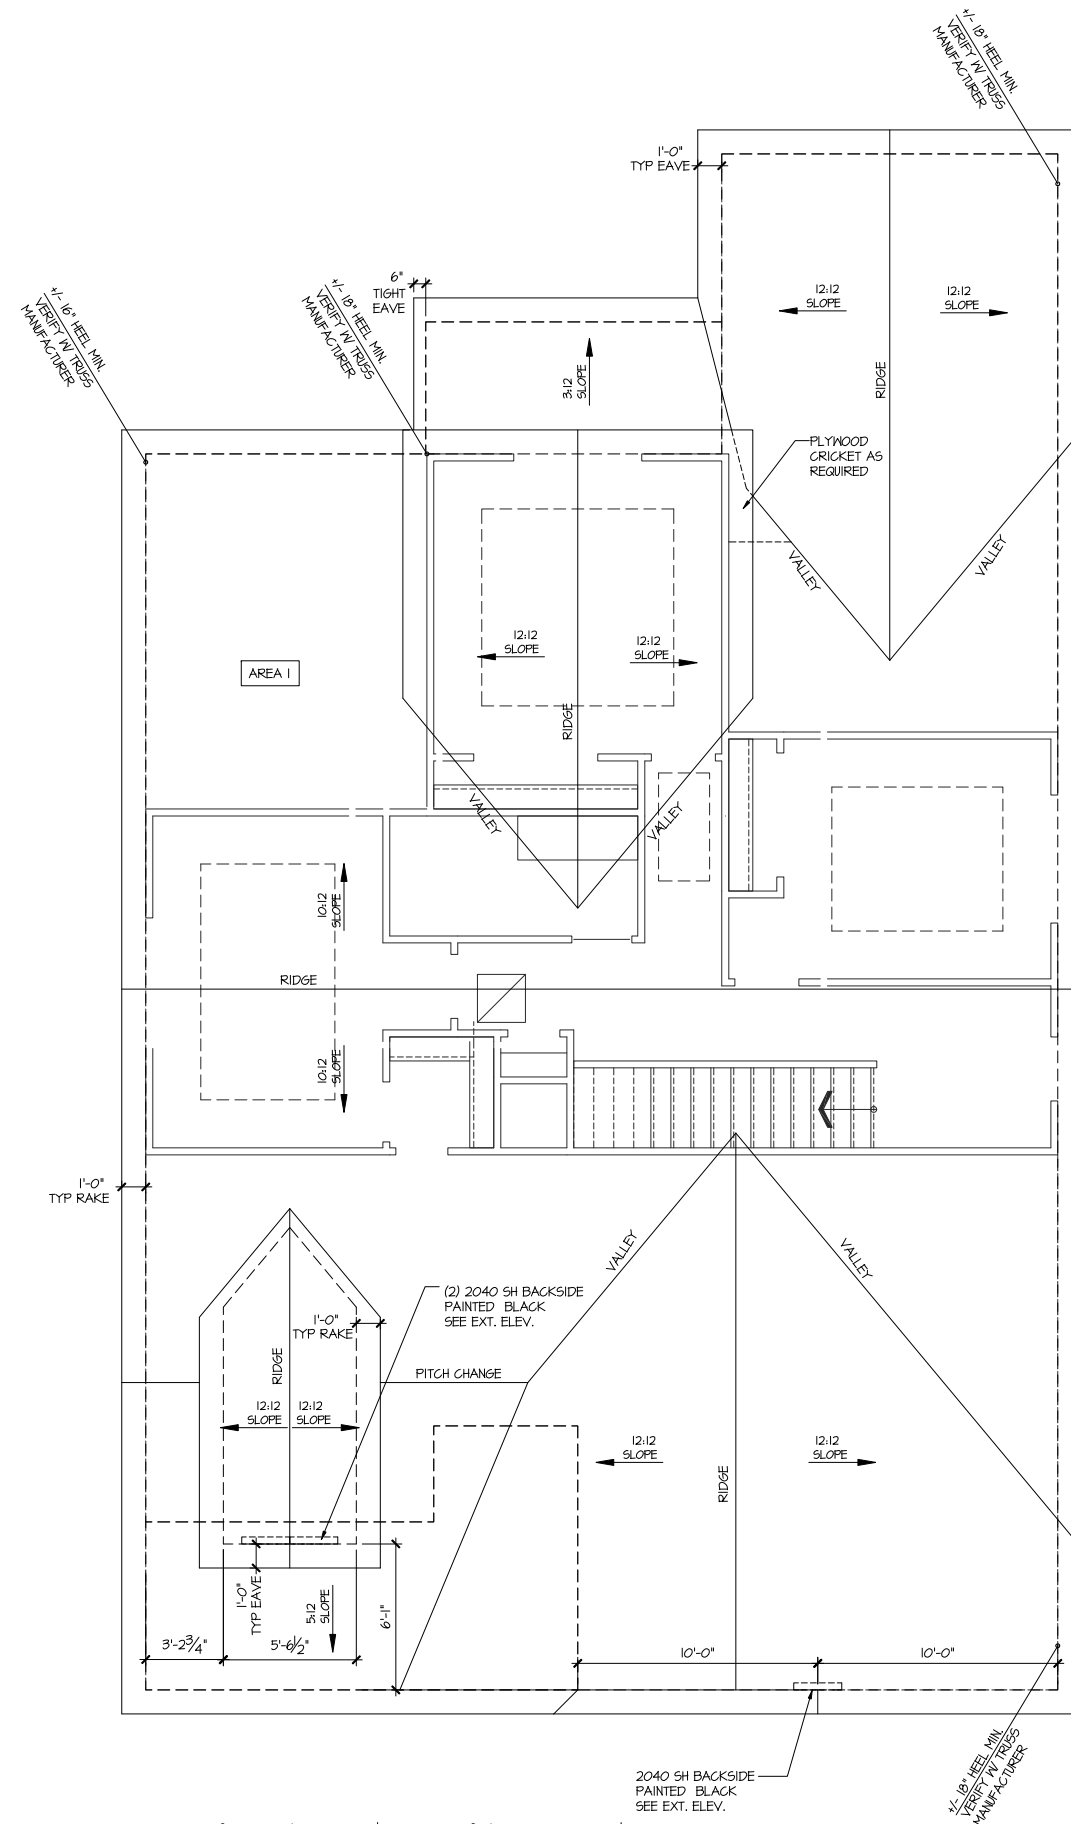 +/- 18" HEEL MIN.
VERIFY W/ TRUSS
MANUFACTURER
1'-0"
TYP EAVE
6"
TIGHT
EAVE
+/- 16" HEEL MIN.
VERIFY W/ TRUSS
MANUFACTURER
+/- 18" HEEL MIN.
VERIFY W/ TRUSS
MANUFACTURER
12:12
SLOPE
12:12
SLOPE
3:12
SLOPE
RIDGE
PLYWOOD
CRICKET AS
REQUIRED
VALLEY
VALLEY
12:12
SLOPE
12:12
SLOPE
AREA 1
RIDGE
VALLEY
VALLEY
10:12
SLOPE
RIDGE
10:12
SLOPE
1'-0"
TYP RAKE
VALLEY
VALLEY
(2) 2040 SH BACKSIDE
PAINTED BLACK
SEE EXT. ELEV.
1'-0"
TYP RAKE
RIDGE
PITCH CHANGE
12:12
SLOPE
12:12
SLOPE
12:12
SLOPE
12:12
SLOPE
RIDGE
1'-0"
TYP EAVE
5:12
SLOPE
6'-1"
3'-2 3/4"
5'-6 1/2"
10'-0"
10'-0"
2040 SH BACKSIDE
PAINTED BLACK
SEE EXT. ELEV.
+/- 18" HEEL MIN.
VERIFY W/ TRUSS
MANUFACTURER